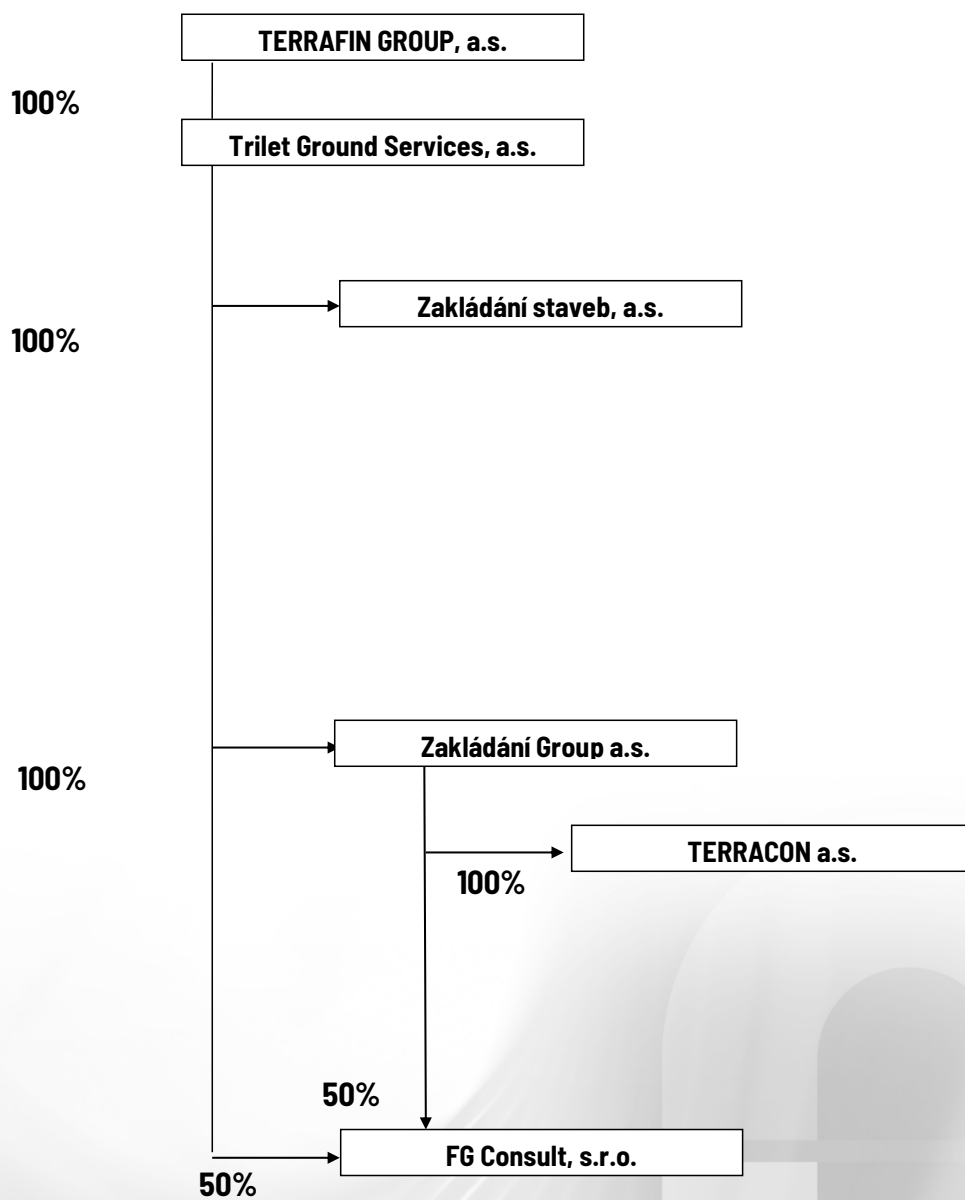 TERRAFIN GROUP, a.s.
100%
Trilet Ground Services, a.s.
Zakládání staveb, a.s.
100%
Zakládání Group a.s.
100%
TERRACON a.s.
100%
50%
FG Consult, s.r.o.
50%